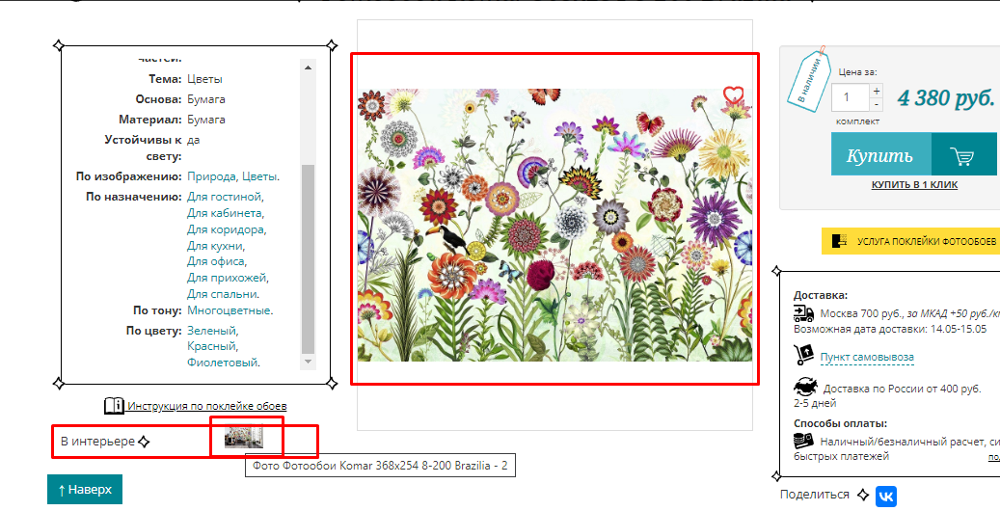 частей:
Тема: Цветы
Основа: Бумага
Материал: Бумага
Устойчивы к свету: да
По изображению: Природа, Цветы.
По назначению: Для гостиной,
Для кабинета,
Для коридора,
Для кухни,
Для офиса,
Для прихожей,
Для спальни.
По тону: Многоцветные.
По цвету: Зеленый,
Красный,
Фиолетовый.
Инструкция по поклейке обоев
В интерьере
Фото Фотообои Komar 368x254 8-200 Brazilia - 2
↑ Наверх
В наличии
Цена за:
1
+
-
комплект
4 380 руб.
Купить
КУПИТЬ В 1 КЛИК
УСЛУГА ПОКЛЕЙКИ ФОТООБОЕВ
Доставка:
Москва 700 руб., за МКАД +50 руб./км
Возможная дата доставки: 14.05-15.05
Пункт самовывоза
Доставка по России от 400 руб.
2-5 дней
Способы оплаты:
Наличный/безналичный расчет, си
быстрых платежей
Поделиться